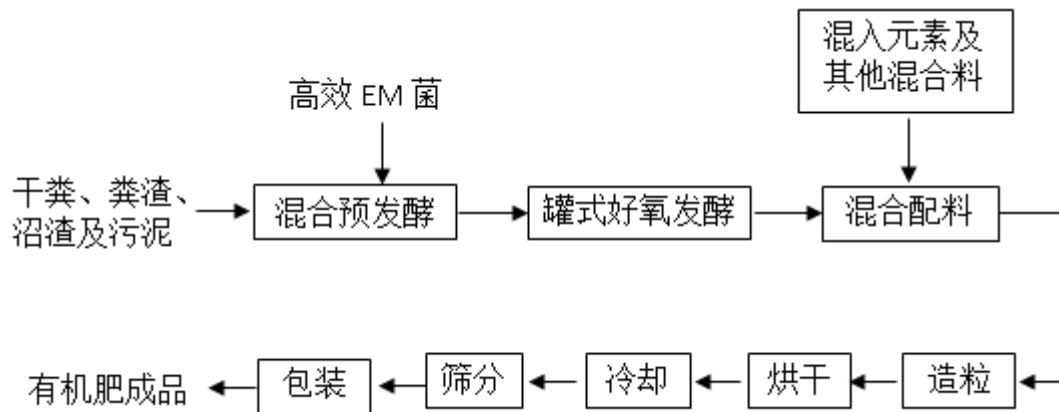 混入元素及
其他混合料
高效 EM 菌
干粪、粪渣、
沼渣及污泥
混合预发酵
罐式好氧发酵
混合配料
造粒
烘干
冷却
筛分
包装
有机肥成品